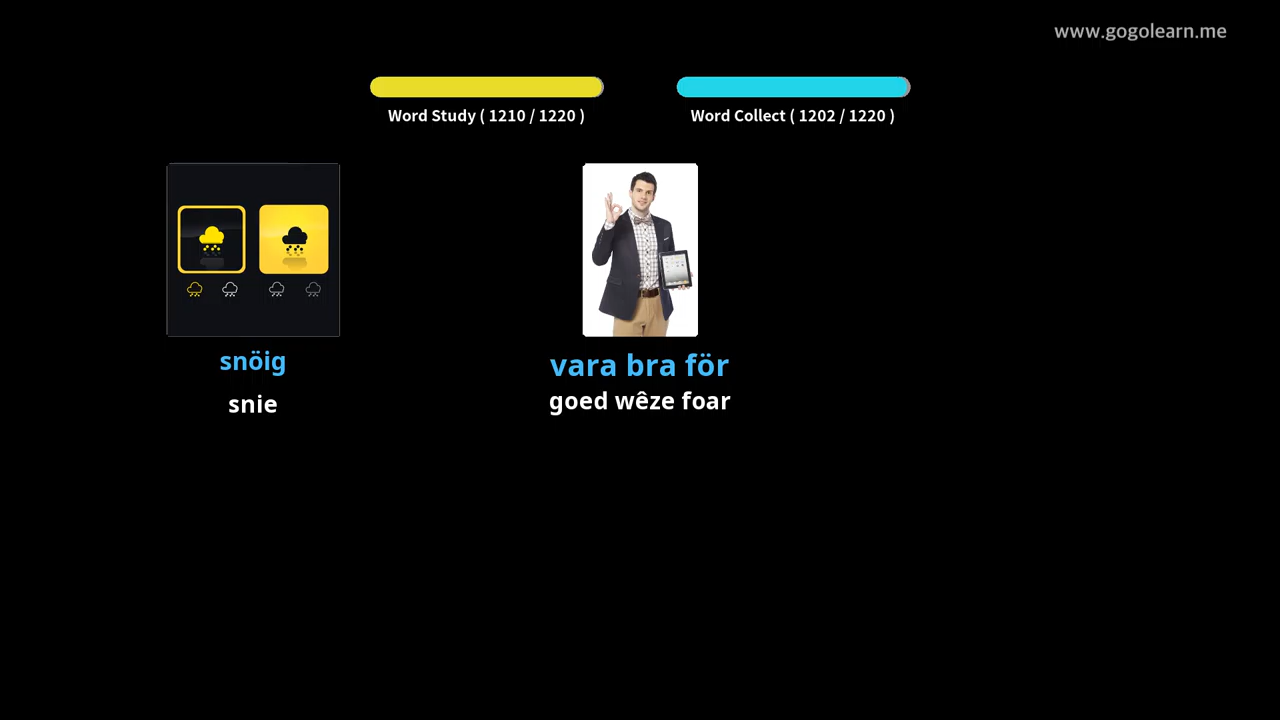 www.gogolearn.me
Word Study ( 1210 / 1220 )
Word Collect ( 1202 / 1220 )
snöig
snie
vara bra för
goed wêze foar